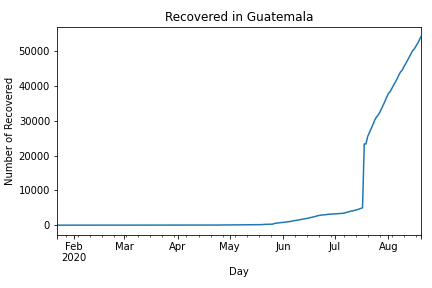 Recovered in Guatemala
Number of Recovered
50000
40000
30000
20000
10000
0
Feb Mar Apr May Jun Jul Aug
2020
Day